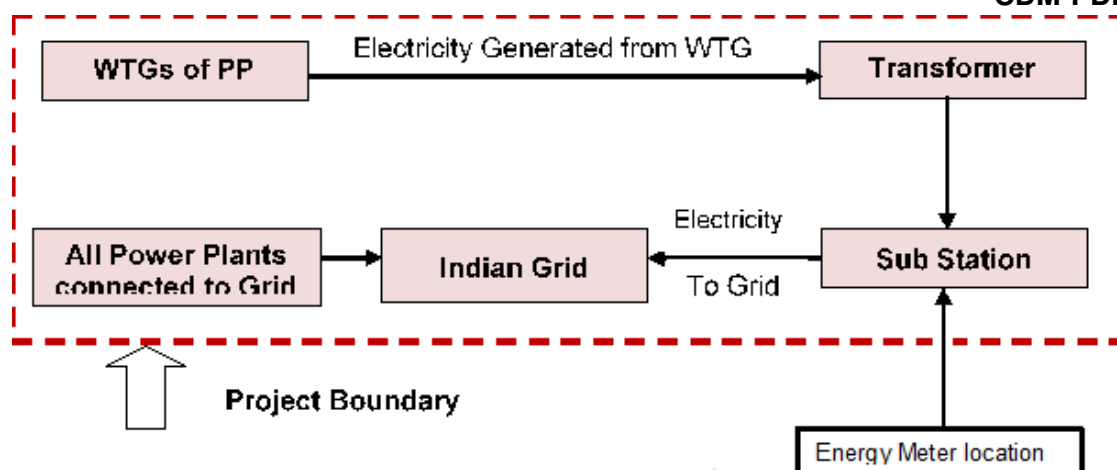 Electricity Generated from WTG
WTGs of PP
Transformer
Electricity
All Power Plants
connected to Grid
Indian Grid
Sub Station
To Grid
Project Boundary
Energy Meter location